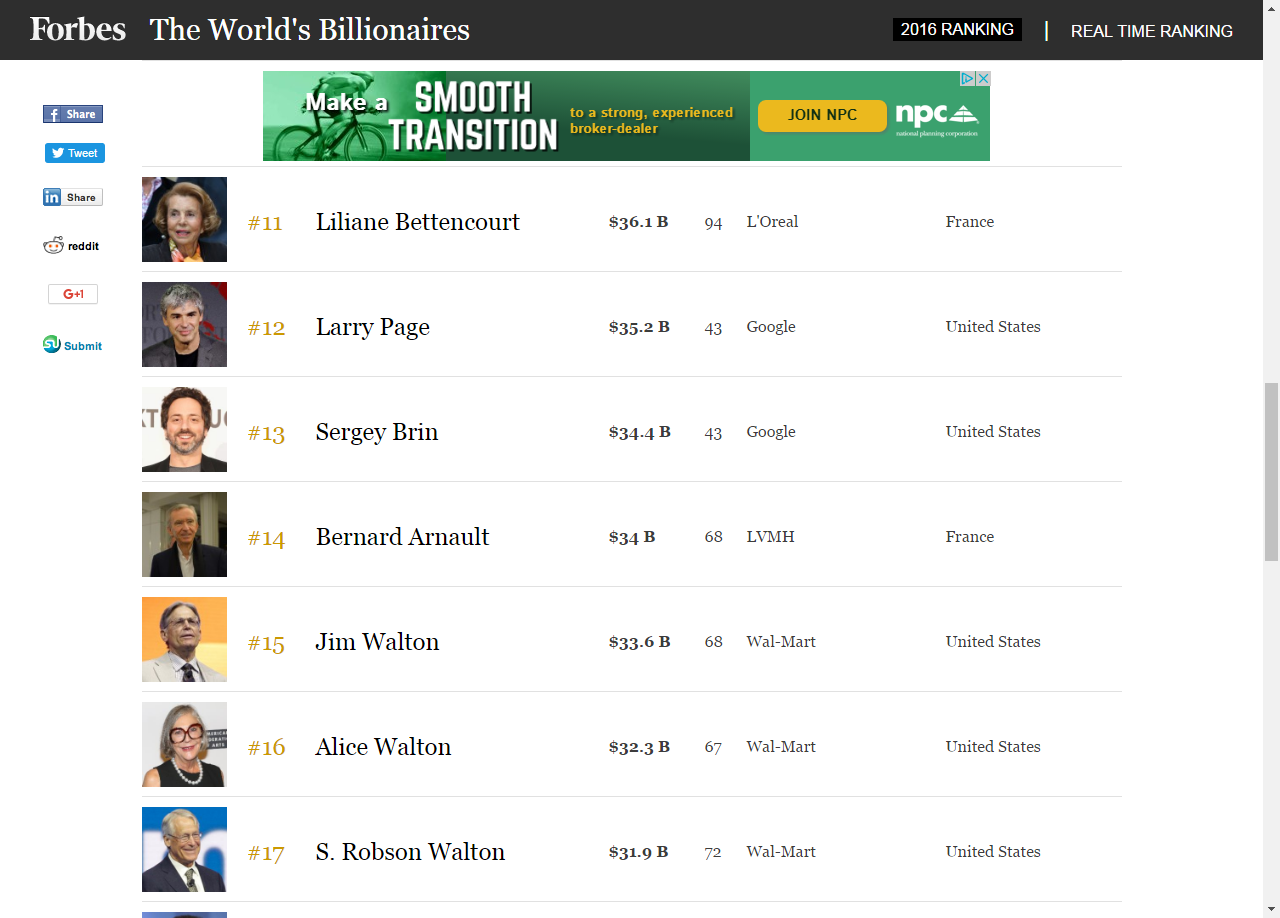 Forbes The World's Billionaires 2016 RANKING | REAL TIME RANKING
Make a SMOOTH TRANSITION to a strong, experienced broker-dealer JOIN NPC npc national planning corporation
Share
Tweet
Share
reddit
G+1
Submit
#11 Liliane Bettencourt $36.1 B 94 L'Oreal France
#12 Larry Page $35.2 B 43 Google United States
#13 Sergey Brin $34.4 B 43 Google United States
#14 Bernard Arnault $34 B 68 LVMH France
#15 Jim Walton $33.6 B 68 Wal-Mart United States
#16 Alice Walton $32.3 B 67 Wal-Mart United States
#17 S. Robson Walton $31.9 B 72 Wal-Mart United States